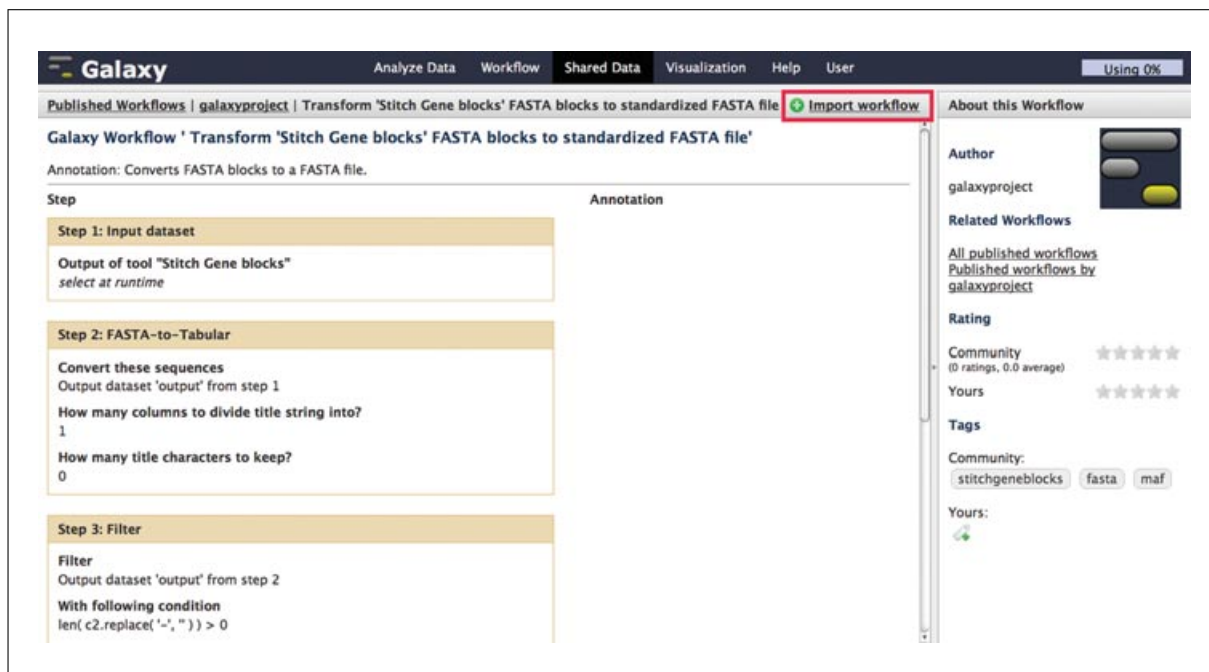 Galaxy
Analyze Data Workflow Shared Data Visualization Help User
Using 0%
Published Workflows | galaxyproject | Transform 'Stitch Gene blocks' FASTA blocks to standardized FASTA file
Import workflow
Galaxy Workflow ' Transform 'Stitch Gene blocks' FASTA blocks to standardized FASTA file'
Annotation: Converts FASTA blocks to a FASTA file.
Step
Annotation
Step 1: Input dataset
Output of tool "Stitch Gene blocks"
select at runtime
Step 2: FASTA-to-Tabular
Convert these sequences
Output dataset 'output' from step 1
How many columns to divide title string into?
1
How many title characters to keep?
0
Step 3: Filter
Filter
Output dataset 'output' from step 2
With following condition
len( c2.replace( '-', '' ) ) > 0
About this Workflow
Author
galaxyproject
Related Workflows
All published workflows
Published workflows by
galaxyproject
Rating
Community
(0 ratings, 0.0 average)
Yours
Tags
Community:
stitchgeneblocks fasta maf
Yours: